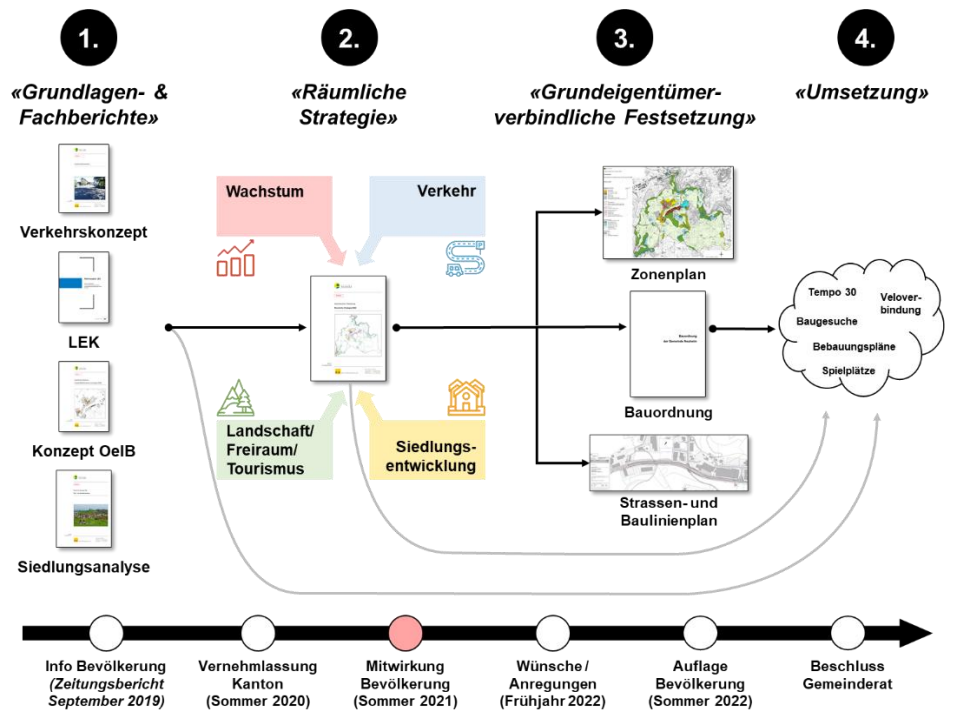 1.
2.
3.
4.
«Grundlagen- &
Fachberichte»
«Räumliche
Strategie»
«Grundeigentümer-
verbindliche Festsetzung»
«Umsetzung»
Verkehrskonzept
LEK
Konzept OeIB
Siedlungsanalyse
Wachstum
Verkehr
Landschaft/
Freiraum/
Tourismus
Siedlungs-
entwicklung
Zonenplan
Bauordnung
Strassen- und
Baulinienplan
Tempo 30
Velover-
bindung
Baugesuche
Bebauungspläne
Spielplätze
Info Bevölkerung
(Zeitungsbericht
September 2019)
Vernehmlassung
Kanton
(Sommer 2020)
Mitwirkung
Bevölkerung
(Sommer 2021)
Wünsche/
Anregungen
(Frühjahr 2022)
Auflage
Bevölkerung
(Sommer 2022)
Beschluss
Gemeinderat